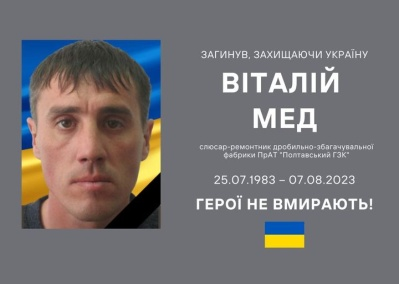 ЗАГИНУВ, ЗАХИЩАЮЧИ УКРАЇНУ
ВІТАЛІЙ
МЕД
слюсар-ремонтник дробильно-збагачувальної
фабрики ПрАТ "Полтавський ГЗК"
25.07.1983 – 07.08.2023
ГЕРОЇ НЕ ВМИРАЮТЬ!